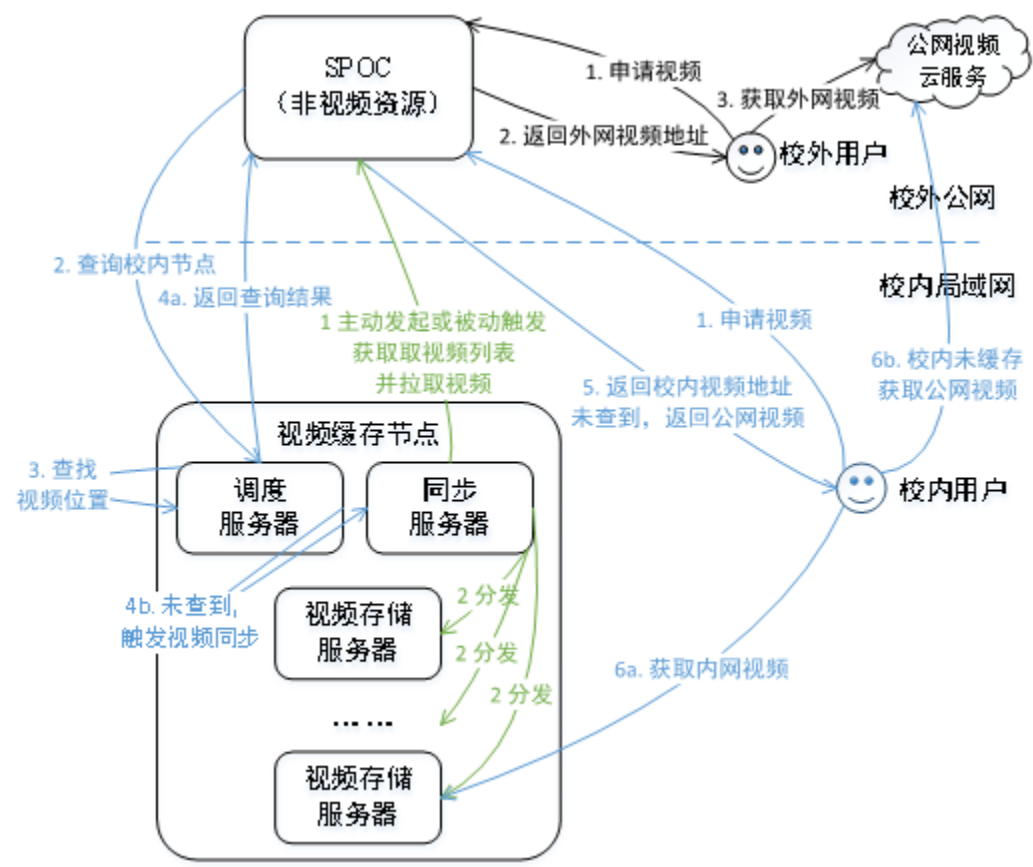 SPOC
（非视频资源）
公网视频
云服务
1. 申请视频
3. 获取外网视频
2. 返回外网视频地址
校外用户
校外公网
2. 查询校内节点
校内局域网
4a. 返回查询结果
1 主动发起或被动触发
获取取视频列表
并拉取视频
1. 申请视频
6b. 校内未缓存
获取公网视频
5. 返回校内视频地址
未查到，返回公网视频
视频缓存节点
3. 查找
视频位置
调度
服务器
同步
服务器
校内用户
4b. 未查到,
触发视频同步
2 分发
视频存储
服务器
2 分发
6a. 获取内网视频
2 分发
……
视频存储
服务器